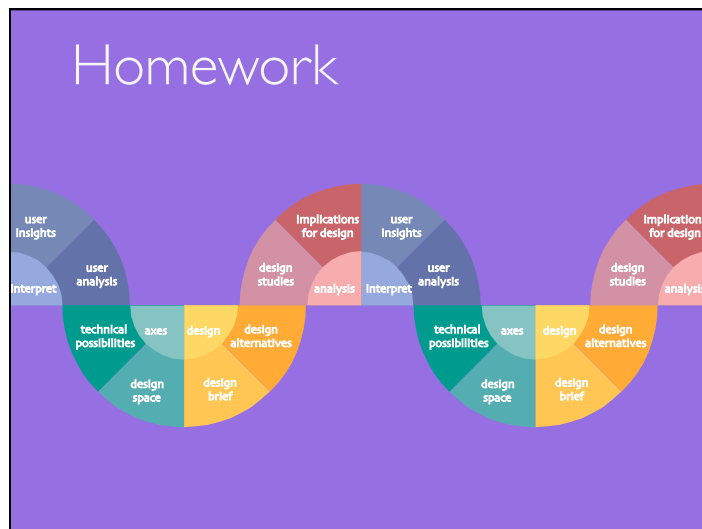 Homework
user
insights
interpret
user
analysis
technical
possibilities
axes
design
space
design
design
brief
design
alternatives
design
studies
implications
for design
analysis
user
insights
interpret
user
analysis
technical
possibilities
axes
design
space
design
design
brief
design
alternatives
design
studies
implications
for design
analysis